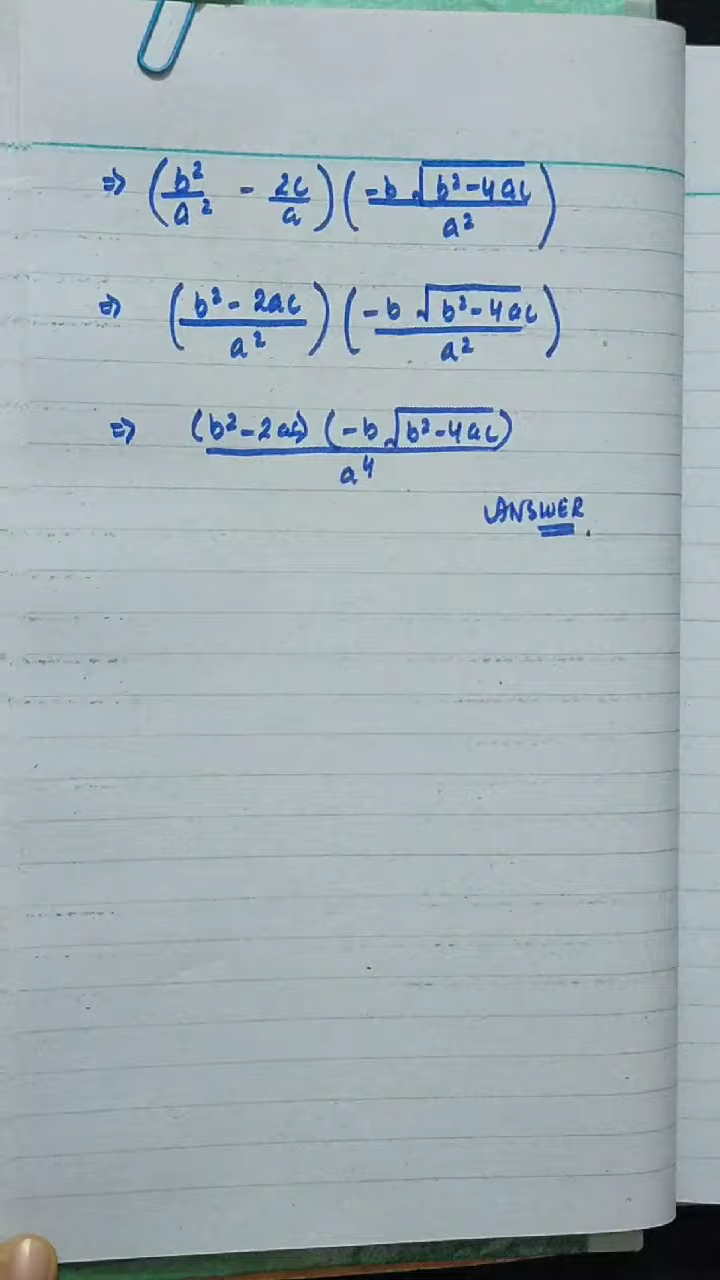 ⇒ (b²/a² - 2c/a) (-b √(b²-4ac)/a²)
⇒ ((b²-2ac)/a²) (-b √(b²-4ac)/a²)
⇒ (b²-2ac) (-b √(b²-4ac))/a⁴
ANSWER.